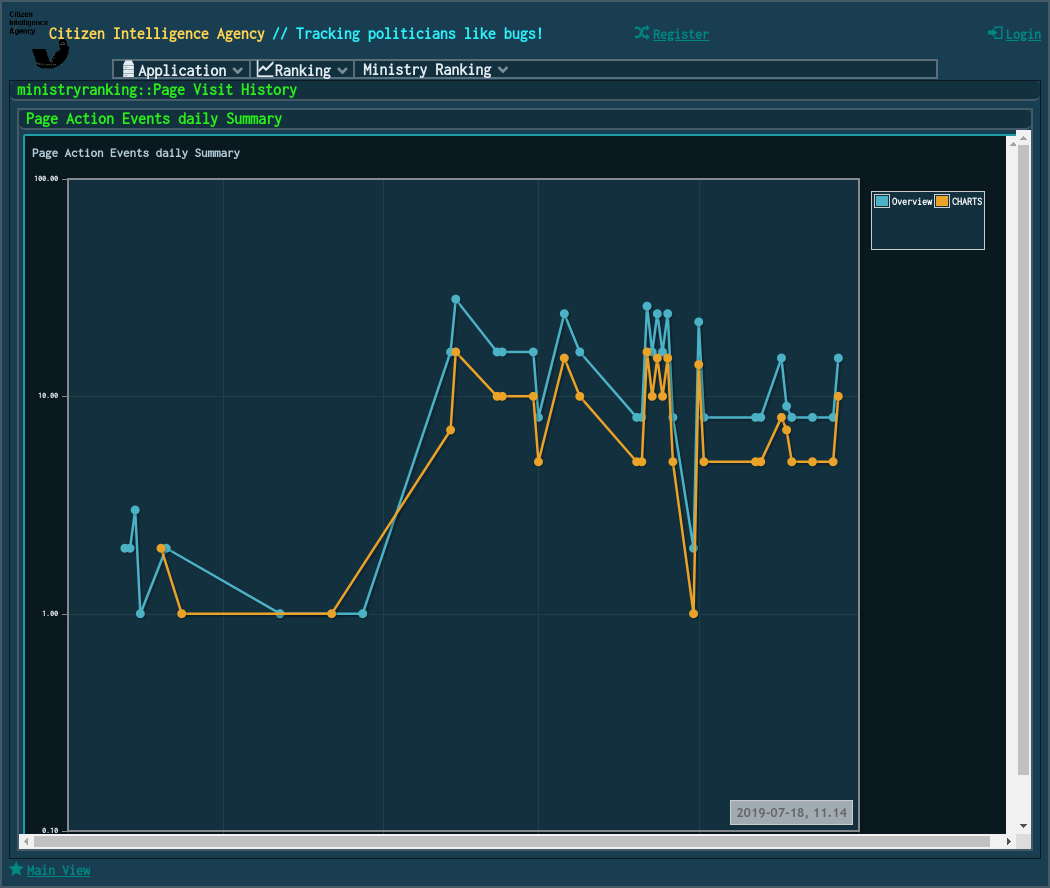 Citizen
Intelligence
Agency
Citizen Intelligence Agency // Tracking politicians like bugs!
Register
Login
Application
Ranking
Ministry Ranking
ministryranking::Page Visit History
Page Action Events daily Summary
Page Action Events daily Summary
100.00
Overview
CHARTS
10.00
1.00
2019-07-18, 11.14
0.10
Main View